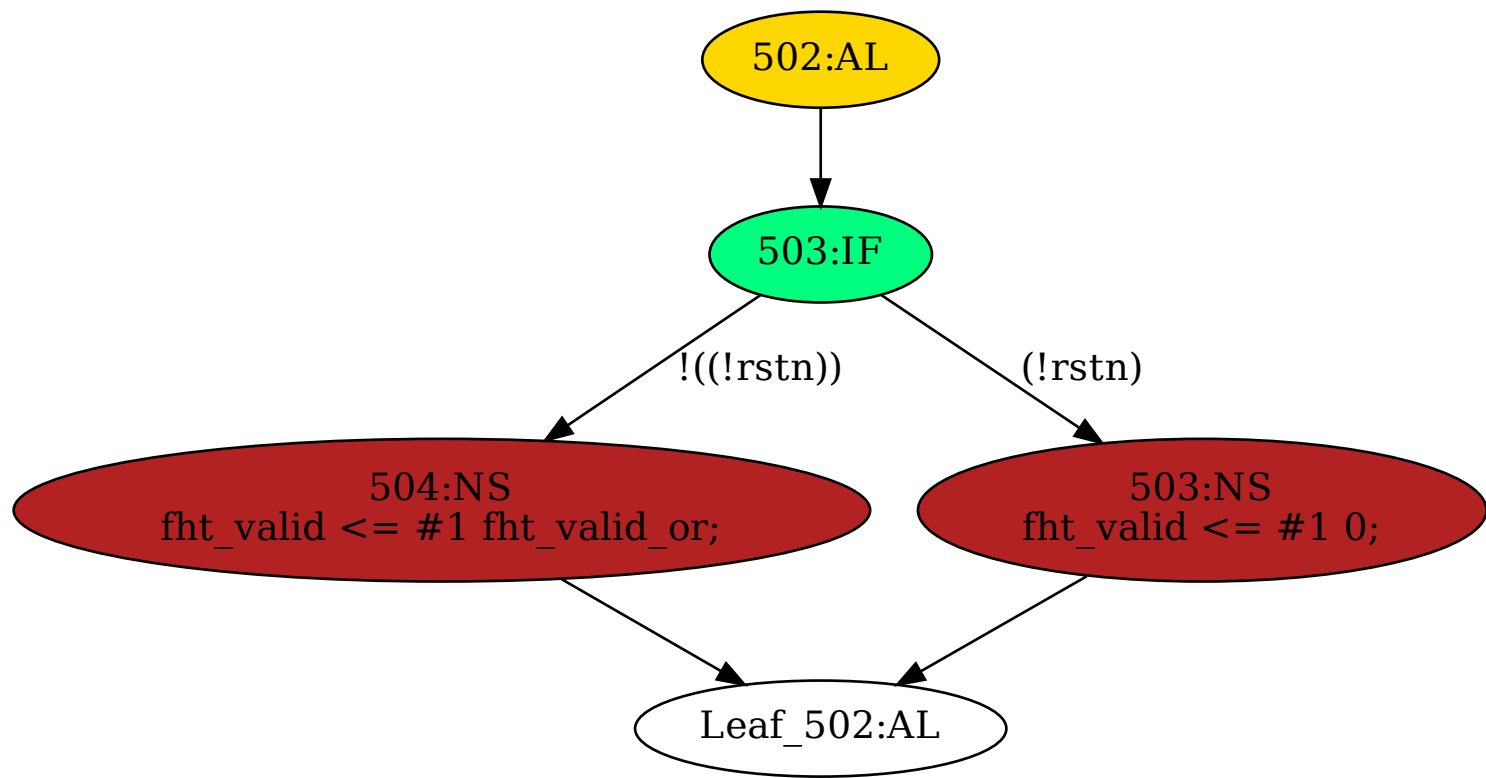 502:AL
503:IF
!((!rstn))
(!rstn)
504:NS
fht_valid <= #1 fht_valid_or;
503:NS
fht_valid <= #1 0;
Leaf_502:AL